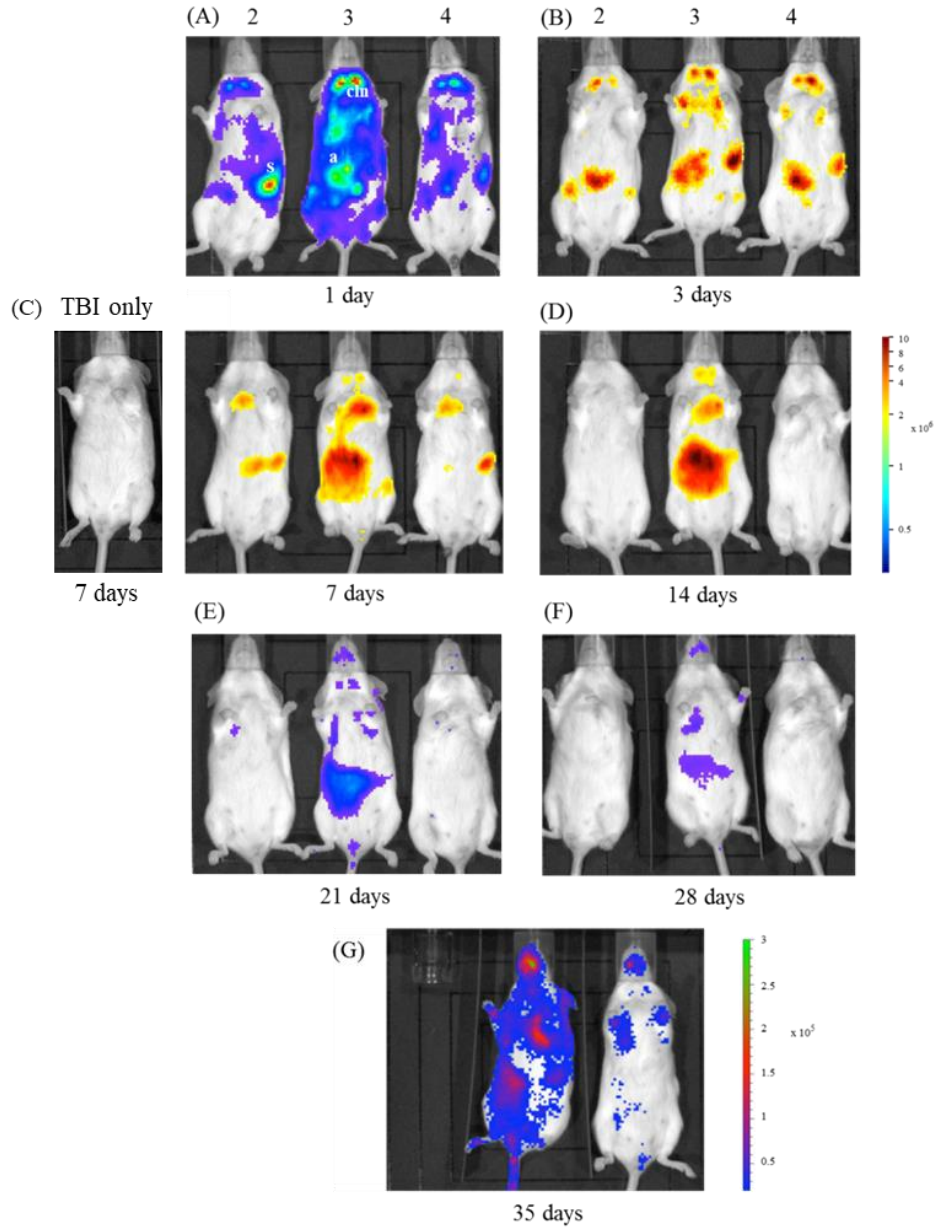 (A) 2 3 4
(B) 2 3 4
cln
s
a
1 day
3 days
(C) TBI only
(D)
10
8
6
4
2
x 10⁶
1
0.5
7 days
7 days
14 days
(E)
(F)
21 days
28 days
(G)
3
2.5
2
x 10⁵
1.5
1
0.5
35 days